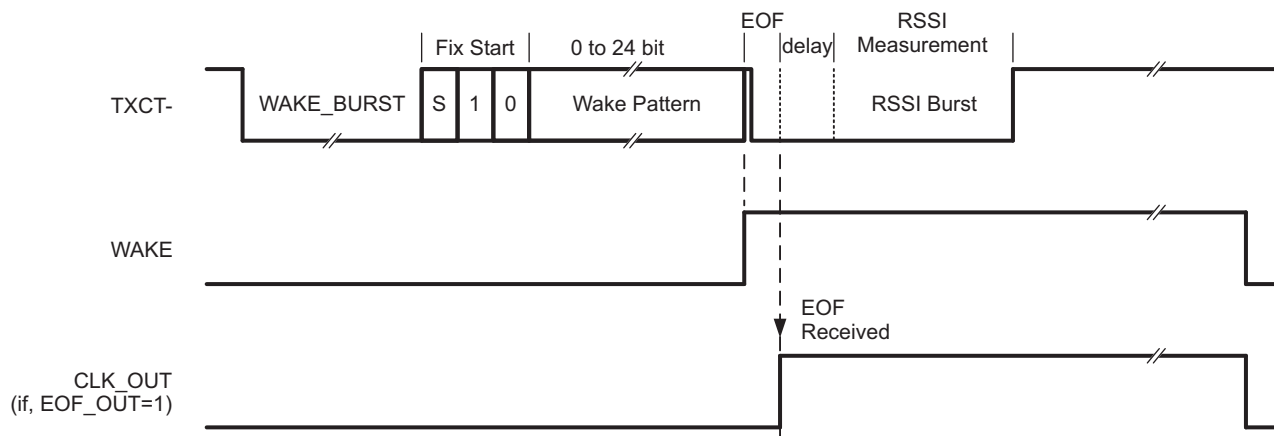 EOF
RSSI
Fix Start
0 to 24 bit
delay
Measurement
TXCT-
WAKE_BURST
S
1
0
Wake Pattern
RSSI Burst
WAKE
EOF
Received
CLK_OUT
(if, EOF_OUT=1)